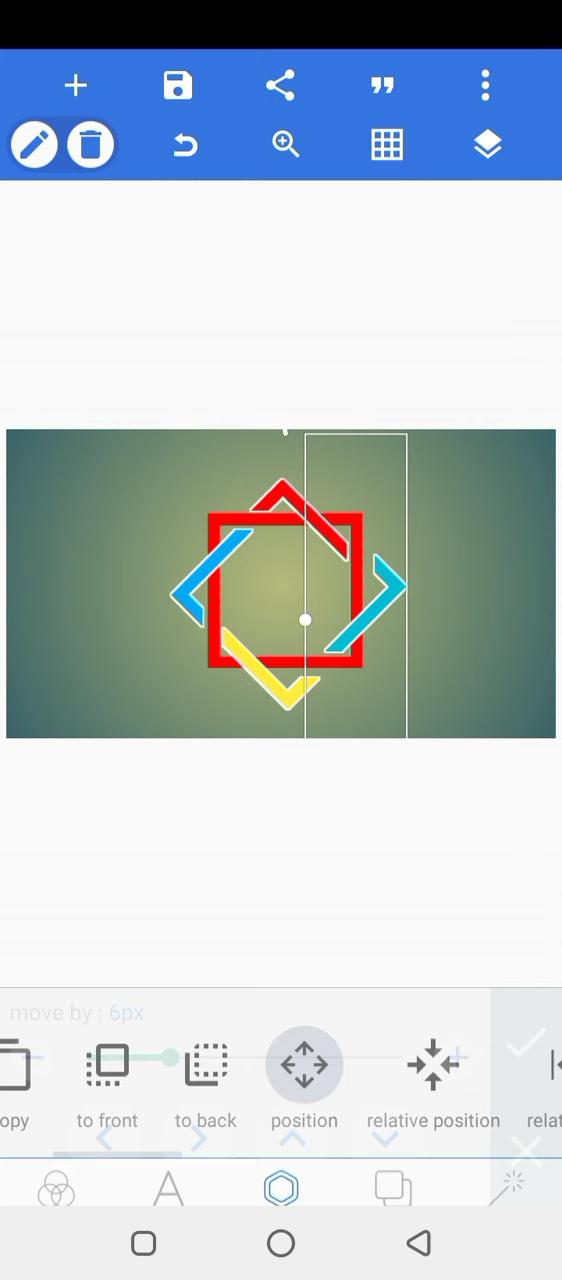 move by : 6px
opy
to front
to back
position
relative position
relat